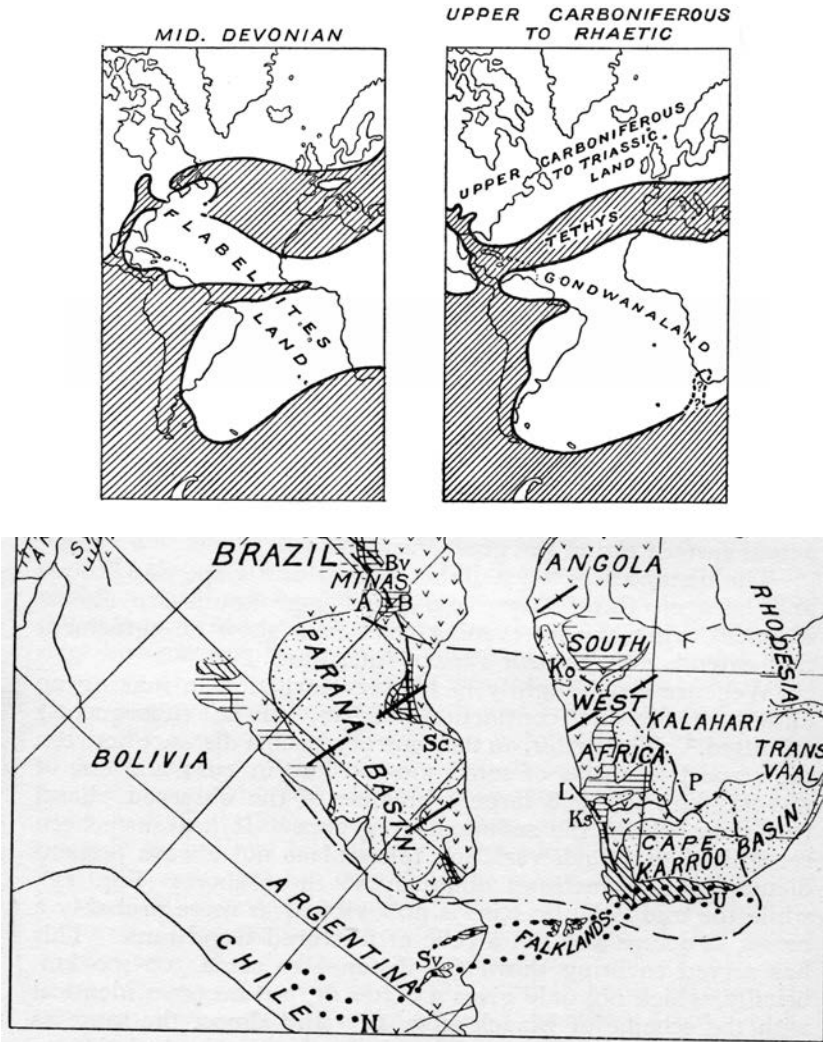 MID. DEVONIAN
UPPER CARBONIFEROUS
TO RHAETIC
FLABELLITES
LAND
UPPER CARBONIFEROUS
TO TRIASSIC
LAND
TETHYS
GONDWANALAND
?
?
BRAZIL
Bv
MINAS
A
B
PARANA
BASIN
Sc
BOLIVIA
ARGENTINA
CHILE
N
Sv
FALKLANDS
ANGOLA
RHODESIA
SOUTH
Ko
WEST
KALAHARI
AFRICA
TRANS
VAAL
P
L
Ks
CAPE
KARROO BASIN
U